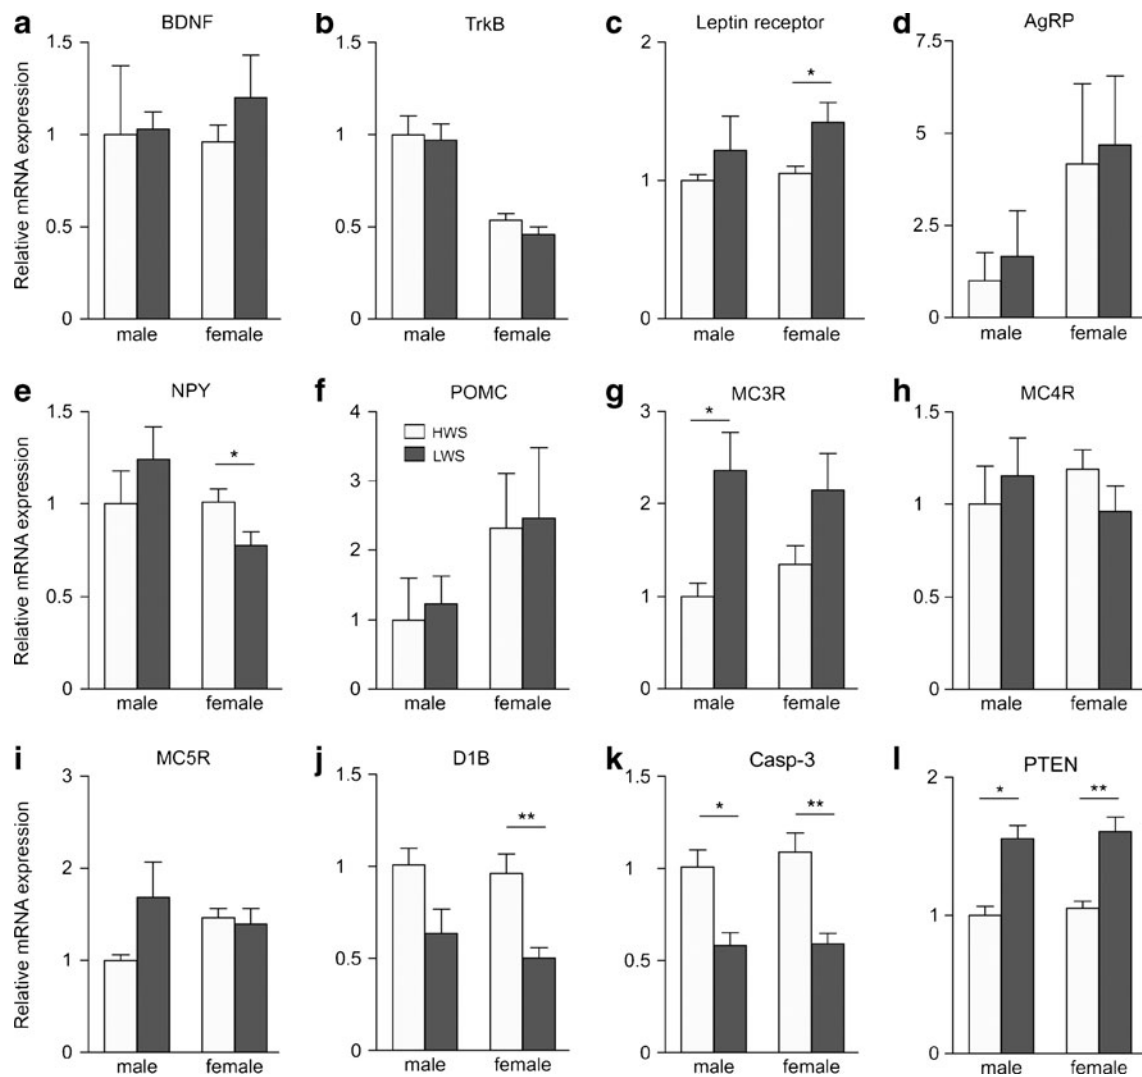 a BDNF
b TrkB
c Leptin receptor
d AgRP
Relative mRNA expression
1.5
1
0.5
0
male female
1.5
1
0.5
0
male female
2
1
0
*
male female
7.5
5
2.5
0
male female
e NPY
f POMC
g MC3R
h MC4R
Relative mRNA expression
1.5
1
0.5
0
*
male female
4
3
2
1
0
HWS
LWS
male female
3
2
1
0
*
male female
1.5
1
0.5
0
male female
i MC5R
j D1B
k Casp-3
l PTEN
Relative mRNA expression
3
2
1
0
male female
1.5
1
0.5
0
**
male female
1.5
1
0.5
0
* **
male female
2
1
0
* **
male female